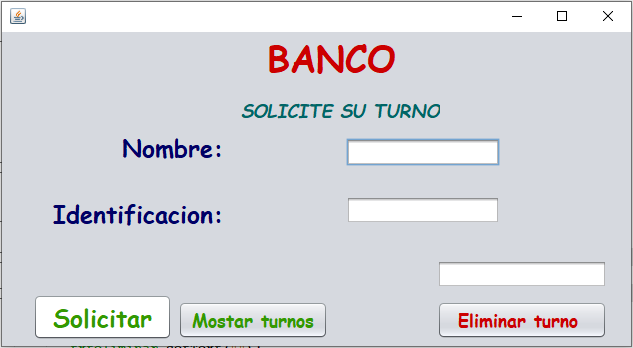 BANCO
SOLICITE SU TURNO
Nombre:
Identificacion:
Solicitar
Mostar turnos
Eliminar turno